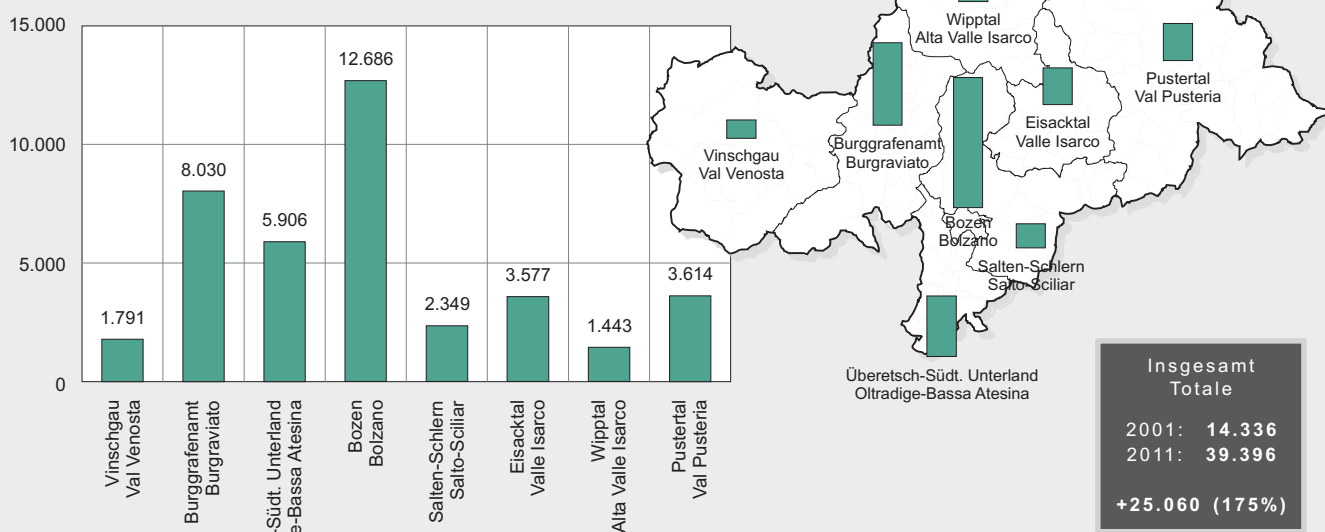 15.000
10.000
5.000
0
1.791
8.030
5.906
12.686
2.349
3.577
1.443
3.614
Vinschgau
Val Venosta
Burggrafenamt
Burgraviato
-Südt. Unterland
e-Bassa Atesina
Bozen
Bolzano
Salten-Schlern
Salto-Sciliar
Eisacktal
Valle Isarco
Wipptal
Alta Valle Isarco
Pustertal
Val Pusteria
Wipptal
Alta Valle Isarco
Pustertal
Val Pusteria
Eisacktal
Valle Isarco
Burggrafenamt
Burgraviato
Vinschgau
Val Venosta
Bozen
Bolzano
Salten-Schlern
Salto-Sciliar
Überetsch-Südt. Unterland
Oltradige-Bassa Atesina
Insgesamt
Totale
2001: 14.336
2011: 39.396
+25.060 (175%)